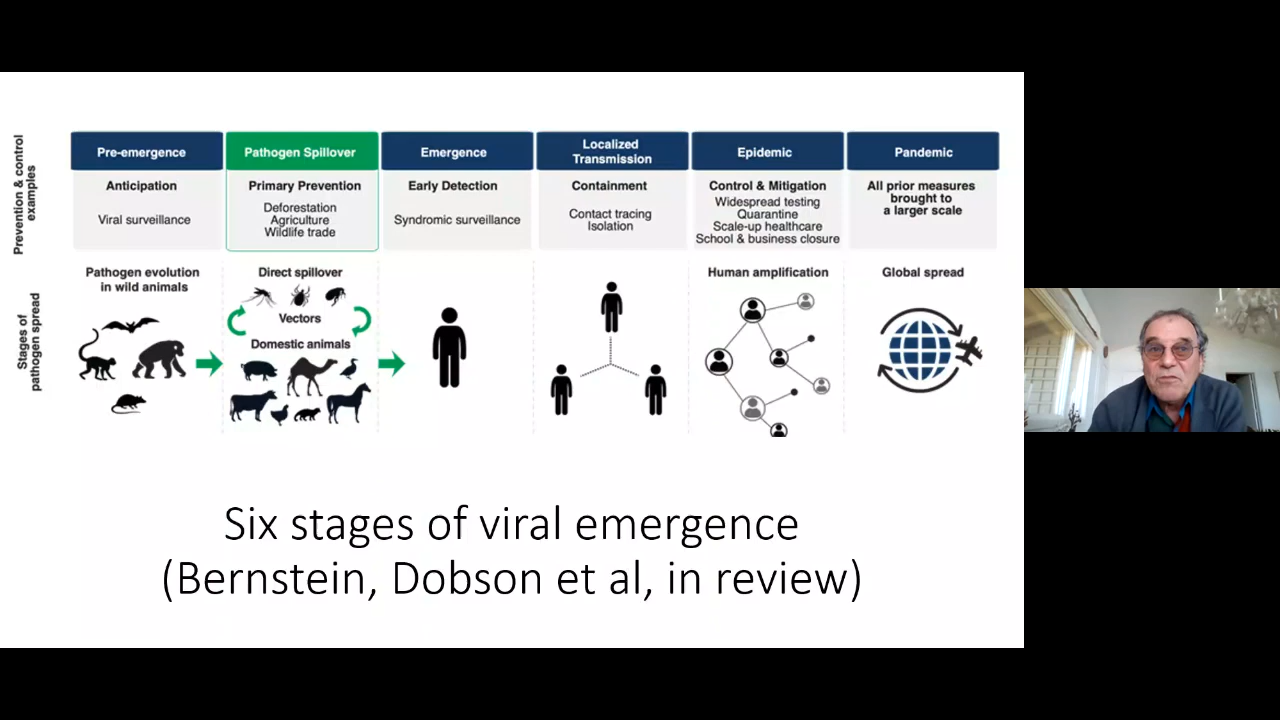 Prevention & control
examples
Pre-emergence
Pathogen Spillover
Emergence
Localized
Transmission
Epidemic
Pandemic
Anticipation
Viral surveillance
Primary Prevention
Deforestation
Agriculture
Wildlife trade
Early Detection
Syndromic surveillance
Containment
Contact tracing
Isolation
Control & Mitigation
Widespread testing
Quarantine
Scale-up healthcare
School & business closure
All prior measures
brought to
a larger scale
Stages of
pathogen spread
Pathogen evolution
in wild animals
Direct spillover
Vectors
Domestic animals
Human amplification
Global spread
Six stages of viral emergence
(Bernstein, Dobson et al, in review)